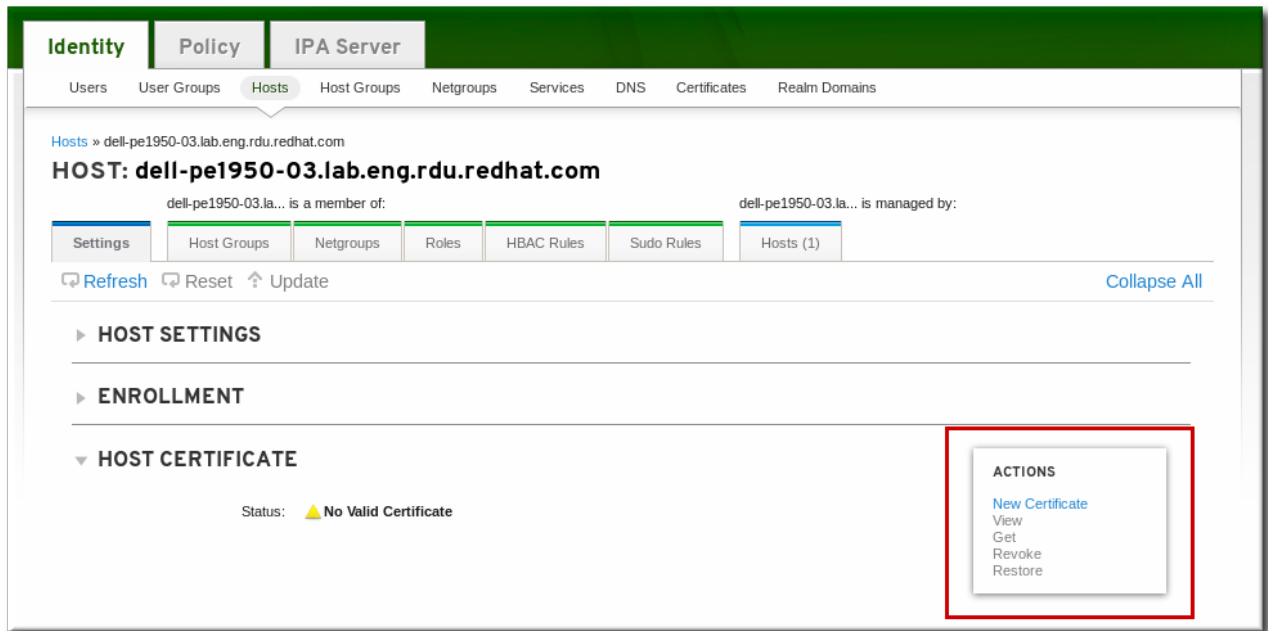 Identity Policy IPA Server
Users User Groups Hosts Host Groups Netgroups Services DNS Certificates Realm Domains
Hosts » dell-pe1950-03.lab.eng.rdu.redhat.com
HOST: dell-pe1950-03.lab.eng.rdu.redhat.com
dell-pe1950-03.la... is a member of: dell-pe1950-03.la... is managed by:
Settings Host Groups Netgroups Roles HBAC Rules Sudo Rules Hosts (1)
Refresh Reset Update Collapse All
HOST SETTINGS
ENROLLMENT
HOST CERTIFICATE
Status: No Valid Certificate
ACTIONS
New Certificate
View
Get
Revoke
Restore